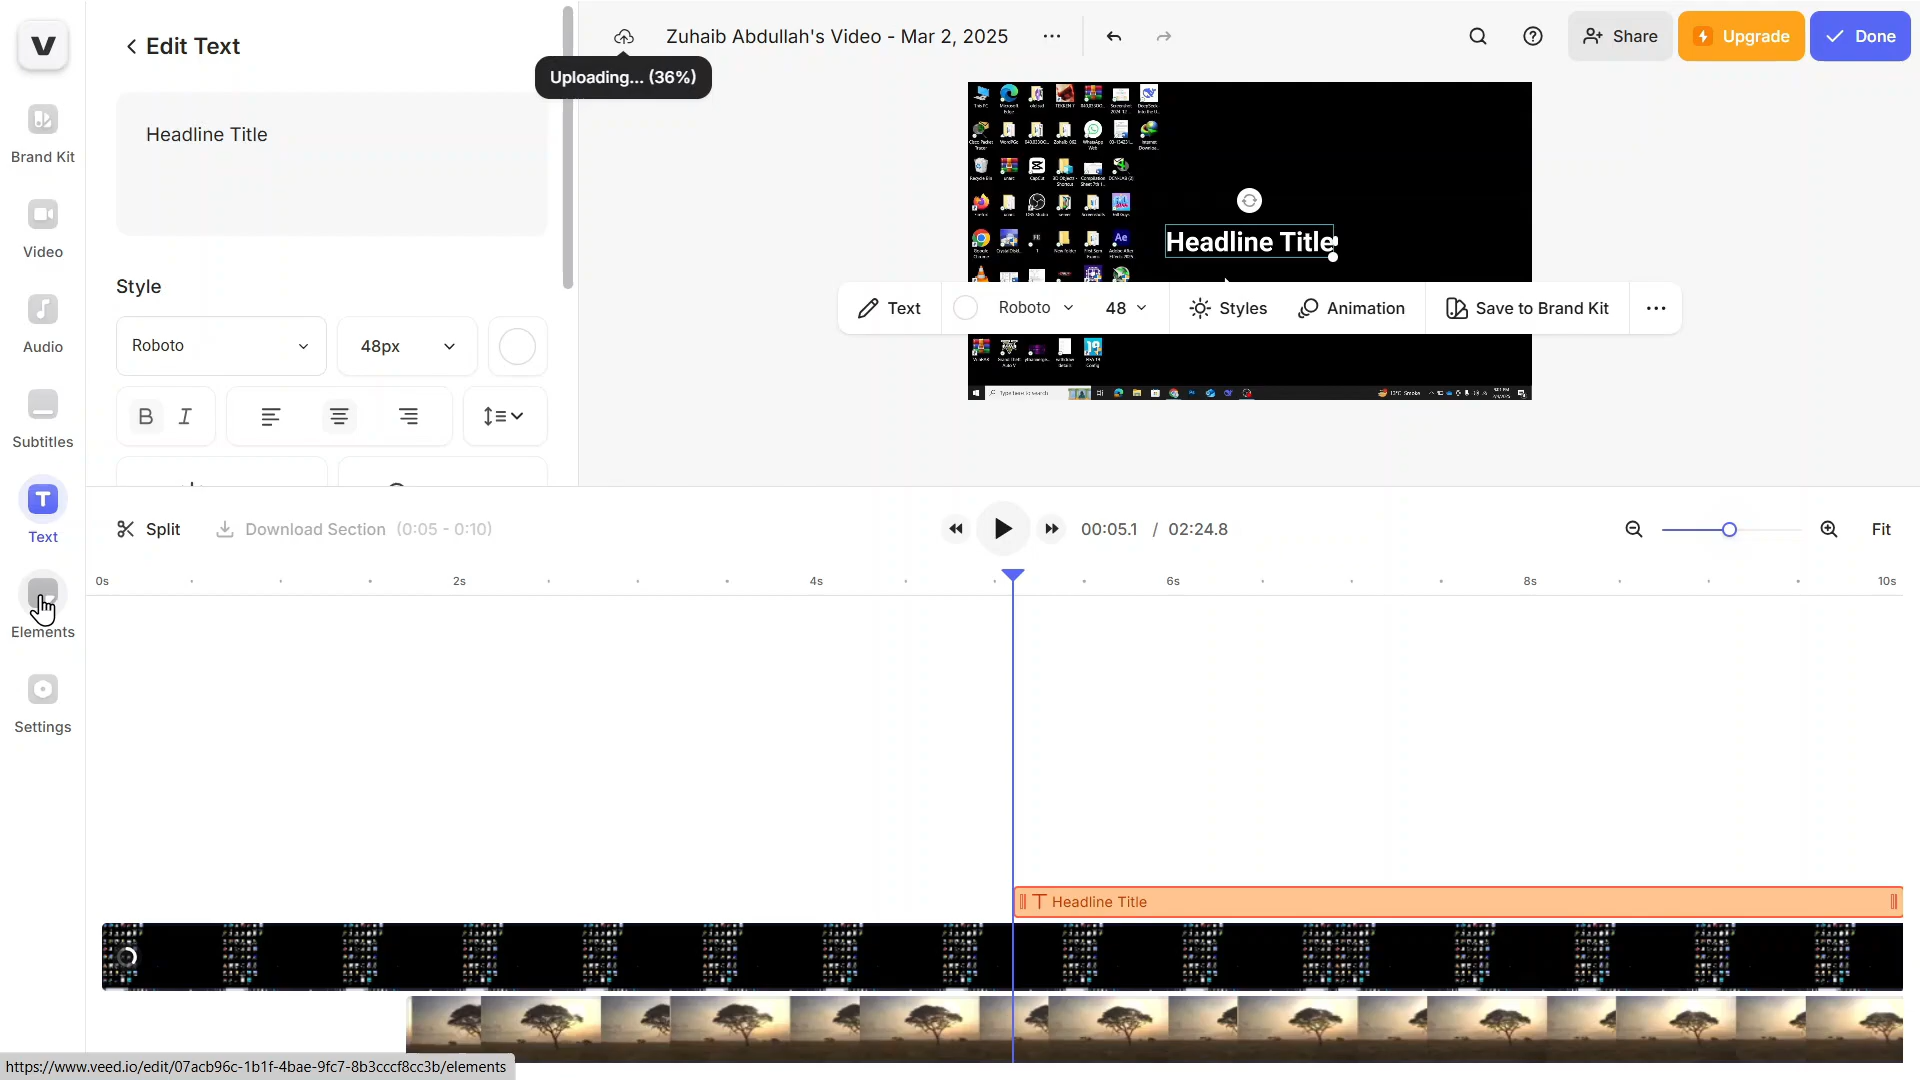 Edit Text
Zuhaib Abdullah's Video - Mar 2, 2025
Share
Upgrade
Done
Uploading... (36%)
Brand Kit
Video
Audio
Subtitles
Text
Elements
Settings
Headline Title
Style
Roboto
48px
B I
Headline Title
Text
Roboto
48
Styles
Animation
Save to Brand Kit
Split
Download Section (0:05 - 0:10)
00:05.1 / 02:24.8
Fit
0s
2s
4s
6s
8s
10s
Headline Title
https://www.veed.io/edit/07acb96c-1b1f-4bae-9fc7-8b3cccf8cc3b/elements